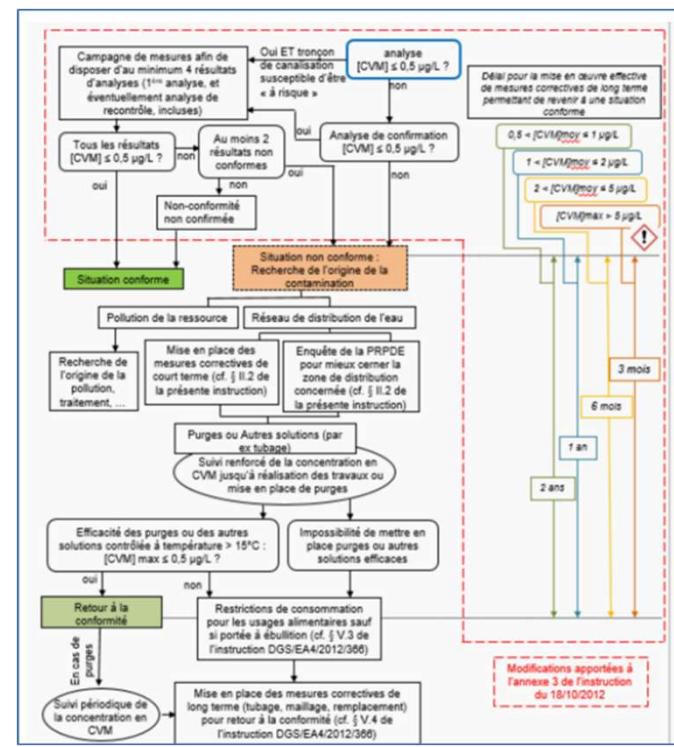 analyse
[CVM] ≤ 0,5 µg/L ?
Oui ET tronçon
de canalisation
susceptible d'être
« à risque »
non
Campagne de mesures afin de
disposer d'au minimum 4 résultats
d'analyses (1ère analyse, et
éventuellement analyse de
recontrôle, incluses)
Tous les résultats
[CVM] ≤ 0,5 µg/L ?
non
Au moins 2
résultats non
conformes
oui
Analyse de confirmation
[CVM] ≤ 0,5 µg/L ?
oui
non
oui
non
Non-conformité
non confirmée
Situation conforme
Situation non conforme :
Recherche de l'origine de la
contamination
Délai pour la mise en œuvre effective
de mesures correctives de long terme
permettant de revenir à une situation
conforme
0,5 < [CVM]moy ≤ 1 µg/L
1 < [CVM]moy ≤ 2 µg/L
2 < [CVM]moy ≤ 5 µg/L
[CVM]max > 5 µg/L
!
Pollution de la ressource
Réseau de distribution de l'eau
Recherche de
l'origine de la
pollution,
traitement, ...
Mise en place des
mesures correctives de
court terme (cf. § II.2 de
la présente instruction)
Enquête de la PRPDE
pour mieux cerner la
zone de distribution
concernée (cf. § II.2 de
la présente instruction)
3 mois
6 mois
1 an
2 ans
Purges ou Autres solutions (par
ex tubage)
Suivi renforcé de la concentration en
CVM jusqu'à réalisation des travaux ou
mise en place de purges
Efficacité des purges ou des autres
solutions contrôlée à température > 15°C :
[CVM] max ≤ 0,5 µg/L ?
Impossibilité de mettre en
place purges ou autres
solutions efficaces
oui
non
Retour à la
conformité
Restrictions de consommation
pour les usages alimentaires sauf
si portée à ébullition (cf. § V.3 de
l'instruction DGS/EA4/2012/366)
En cas de
purges
Suivi périodique de
la concentration en
CVM
Mise en place des mesures correctives de
long terme (tubage, maillage, remplacement)
pour retour à la conformité (cf. § V.4 de
l'instruction DGS/EA4/2012/366)
Modifications apportées à
l'annexe 3 de l'instruction
du 18/10/2012